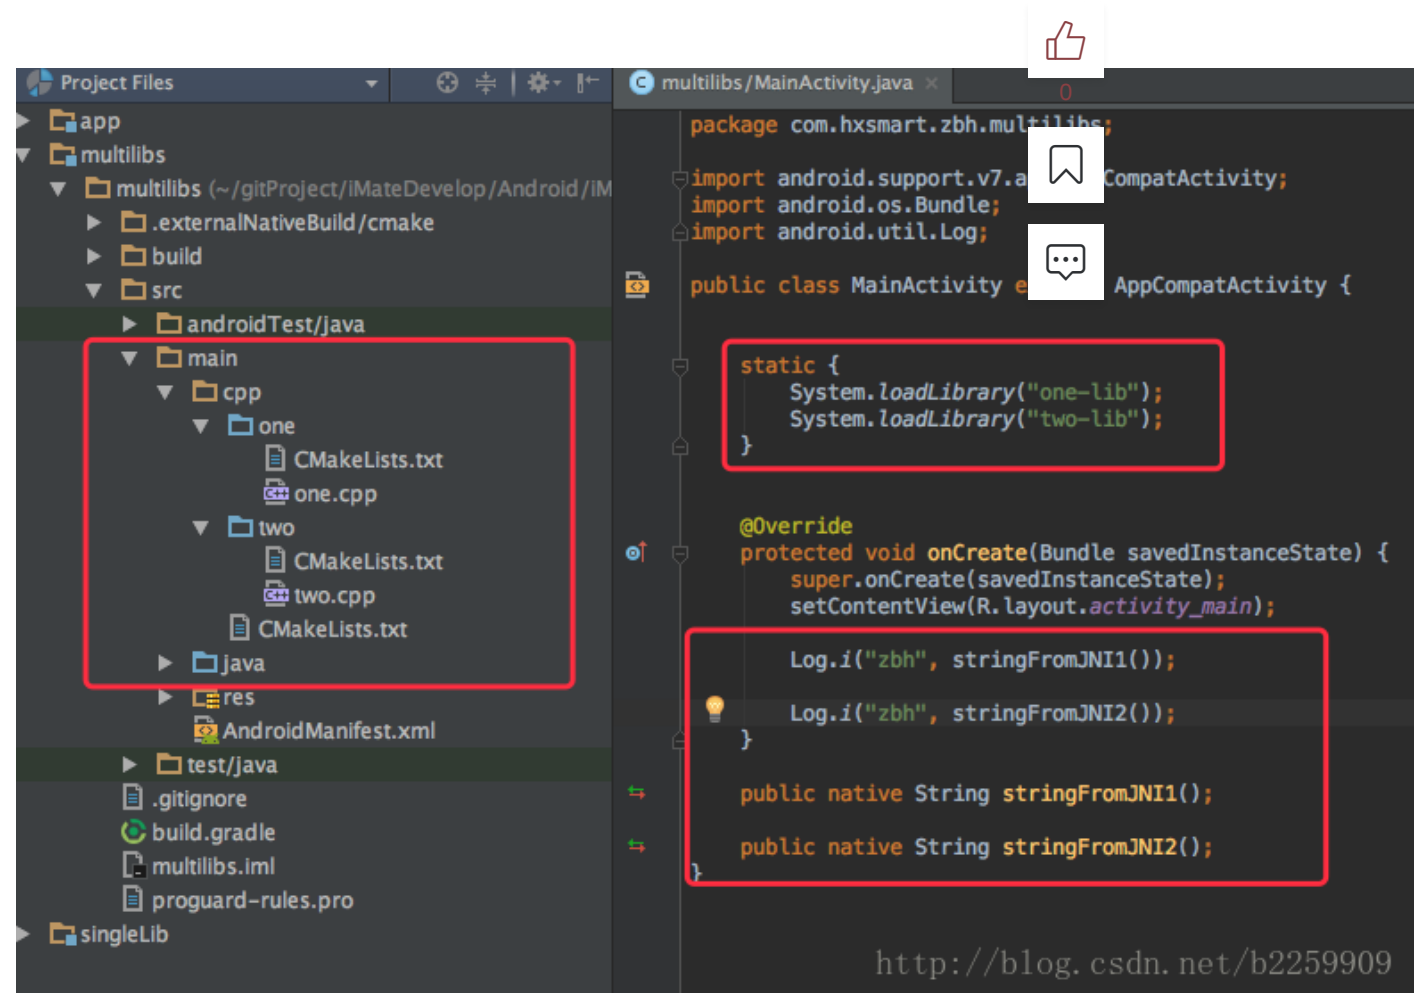 Project Files
app
multilibs
multilibs (~/gitProject/iMateDevelop/Android/iM
.externalNativeBuild/cmake
build
src
androidTest/java
main
cpp
one
CMakeLists.txt
one.cpp
two
CMakeLists.txt
two.cpp
CMakeLists.txt
java
res
AndroidManifest.xml
test/java
.gitignore
build.gradle
multilibs.iml
proguard-rules.pro
singleLib
multilibs/MainActivity.java
0
package com.hxsmart.zbh.multilibs;
import android.support.v7.a CompatActivity;
import android.os.Bundle;
import android.util.Log;
public class MainActivity e AppCompatActivity {
static {
System.loadLibrary("one-lib");
System.loadLibrary("two-lib");
}
@Override
protected void onCreate(Bundle savedInstanceState) {
super.onCreate(savedInstanceState);
setContentView(R.layout.activity_main);
Log.i("zbh", stringFromJNI1());
Log.i("zbh", stringFromJNI2());
}
public native String stringFromJNI1();
public native String stringFromJNI2();
}
http://blog.csdn.net/b2259909